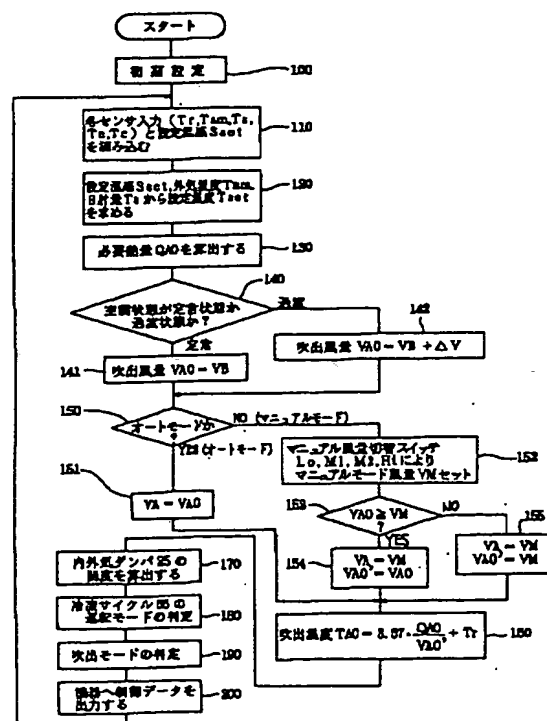 スタート
初期設定
100
各センサ入力 (Tr,Tam,Ts,
Te,Tc) と設定温感Sset
を読み込む
110
設定温感Sset,外気温度Tam,
日射量Tsから設定温度Tset
を求める
120
必要熱量QAOを算出する
130
140
空調状態が定常状態か
過渡状態か?
過渡
定常
142
吹出風量 VAO=VB+△V
141
吹出風量 VAO=VB
150
オートモードか
?
NO (マニュアルモード)
YES (オートモード)
マニュアル風量切替スイッチ
Lo,M1,M2,Hiにより
マニュアルモード風量VMセット
152
151
VA=VAO
153
VAO≧VM
?
NO
YES
155
VA=VM
VAO'=VM
154
VA=VM
VAO'=VAO
内外気ダンパ25の
開度を算出する
170
冷凍サイクル
の
運転モードの判定
180
吹出モードの判定
190
機器へ制御データを
出力する
200
吹出温度TAO=3.57・QAO/VAO'+Tr
160